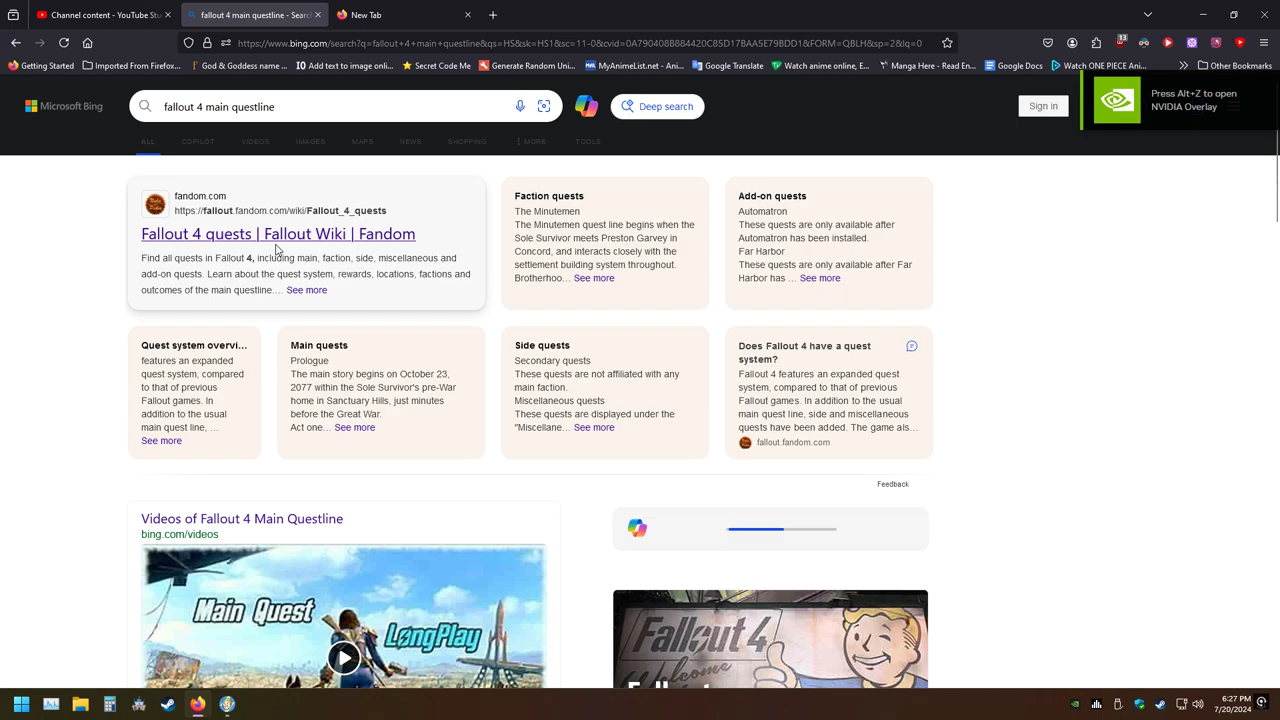 Channel content - YouTube Stu
fallout 4 main questline - Search
New Tab
https://www.bing.com/search?q=fallout+4+main+questline&qs=HS&sk=HS1&sc=11-0&cvid=0A790408B884420C85D17BAA5E79BDD1&FORM=QBLH&sp=2&lq=0
Getting Started
Imported From Firefox...
God & Goddess name ...
Add text to image onli...
Secret Code Me
Generate Random Uni...
MyAnimeList.net - Ani...
Google Translate
Watch anime online, F...
Manga Here - Read En...
Google Docs
Watch ONE PIECE Ani...
Other Bookmarks
Microsoft Bing
fallout 4 main questline
Deep search
Sign in
Press Alt+Z to open
NVIDIA Overlay
ALL
COPILOT
VIDEOS
IMAGES
MAPS
NEWS
SHOPPING
MORE
TOOLS
fandom.com
https://fallout.fandom.com/wiki/Fallout_4_quests
Fallout 4 quests | Fallout Wiki | Fandom
Find all quests in Fallout 4, including main, faction, side, miscellaneous and
add-on quests. Learn about the quest system, rewards, locations, factions and
outcomes of the main questline.... See more
Faction quests
The Minutemen
The Minutemen quest line begins when the
Sole Survivor meets Preston Garvey in
Concord, and interacts closely with the
settlement building system throughout.
Brotherhoo... See more
Add-on quests
Automatron
These quests are only available after
Automatron has been installed.
Far Harbor
These quests are only available after Far
Harbor has ... See more
Quest system overvi...
features an expanded
quest system, compared
to that of previous
Fallout games. In
addition to the usual
main quest line, ...
See more
Main quests
Prologue
The main story begins on October 23,
2077 within the Sole Survivor's pre-War
home in Sanctuary Hills, just minutes
before the Great War.
Act one... See more
Side quests
Secondary quests
These quests are not affiliated with any
main faction.
Miscellaneous quests
These quests are displayed under the
"Miscellane... See more
Does Fallout 4 have a quest
system?
Fallout 4 features an expanded quest
system, compared to that of previous
Fallout games. In addition to the usual
main quest line, side and miscellaneous
quests have been added. The game als...
fallout.fandom.com
Feedback
Videos of Fallout 4 Main Questline
bing.com/videos
Main Quest
LongPlay
Fallout 4
6:27 PM
7/20/2024